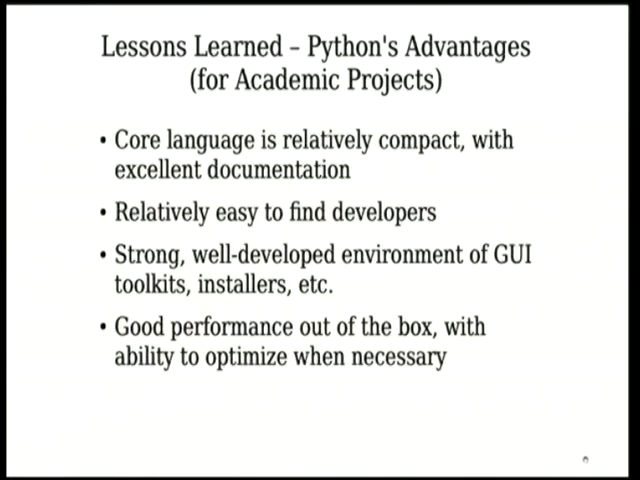 Lessons Learned – Python's Advantages
(for Academic Projects)
• Core language is relatively compact, with
excellent documentation
• Relatively easy to find developers
• Strong, well-developed environment of GUI
toolkits, installers, etc.
• Good performance out of the box, with
ability to optimize when necessary